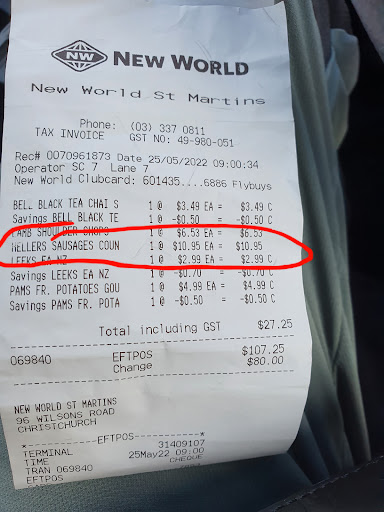 NW NEW WORLD
New World St Martins
Phone: (03) 337 0811
TAX INVOICE GST NO: 49-980-051
Rec# 0070961873 Date 25/05/2022 09:00:34
Operator SC 7 Lane 7
New World Clubcard: 601435....6886 Flybuys
BELL BLACK TEA CHAI S 1 @ $3.49 EA = $3.49 C
Savings BELL BLACK TE 1 @ -$0.50 = -$0.50 C
LAMB SHOULDER CHOPS 1 @ $6.53 EA = $6.53
HELLERS SAUSAGES COUN 1 @ $10.95 EA = $10.95
LEEKS EA NZ 1 @ $2.99 EA = $2.99 C
Savings LEEKS EA NZ 1 @ -$0.70 = -$0.70 C
PAMS FR. POTATOES GOU 1 @ $4.99 EA = $4.99 C
Savings PAMS FR. POTA 1 @ -$0.50 = -$0.50 C
Total including GST $27.25
069840 EFTPOS $107.25
Change $80.00
NEW WORLD ST MARTINS
96 WILSONS ROAD
CHRISTCHURCH
*----------EFTPOS----------*
TERMINAL 31409107
TIME 25May22 09:00
TRAN 069840 CHEQUE
EFTPOS